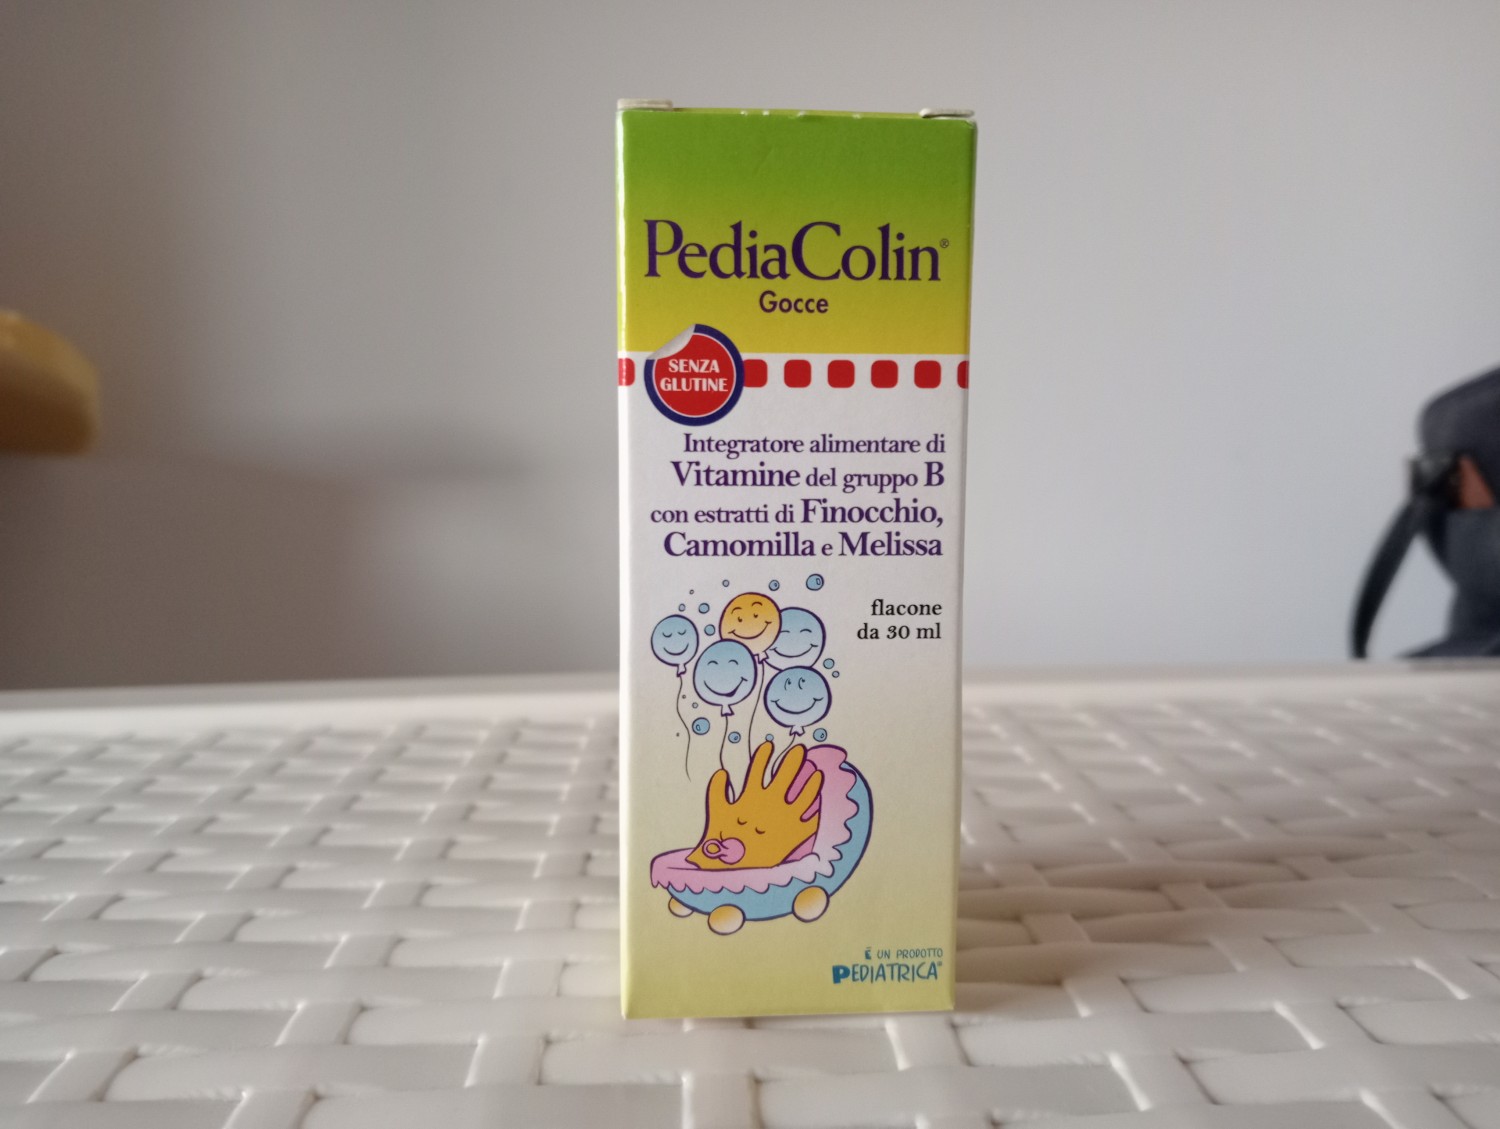 PediaColin®
Gocce
SENZA
GLUTINE
Integratore alimentare di
Vitamine del gruppo B
con estratti di Finocchio,
Camomilla e Melissa
flacone
da 30 ml
È UN PRODOTTO
PEDIATRICA®